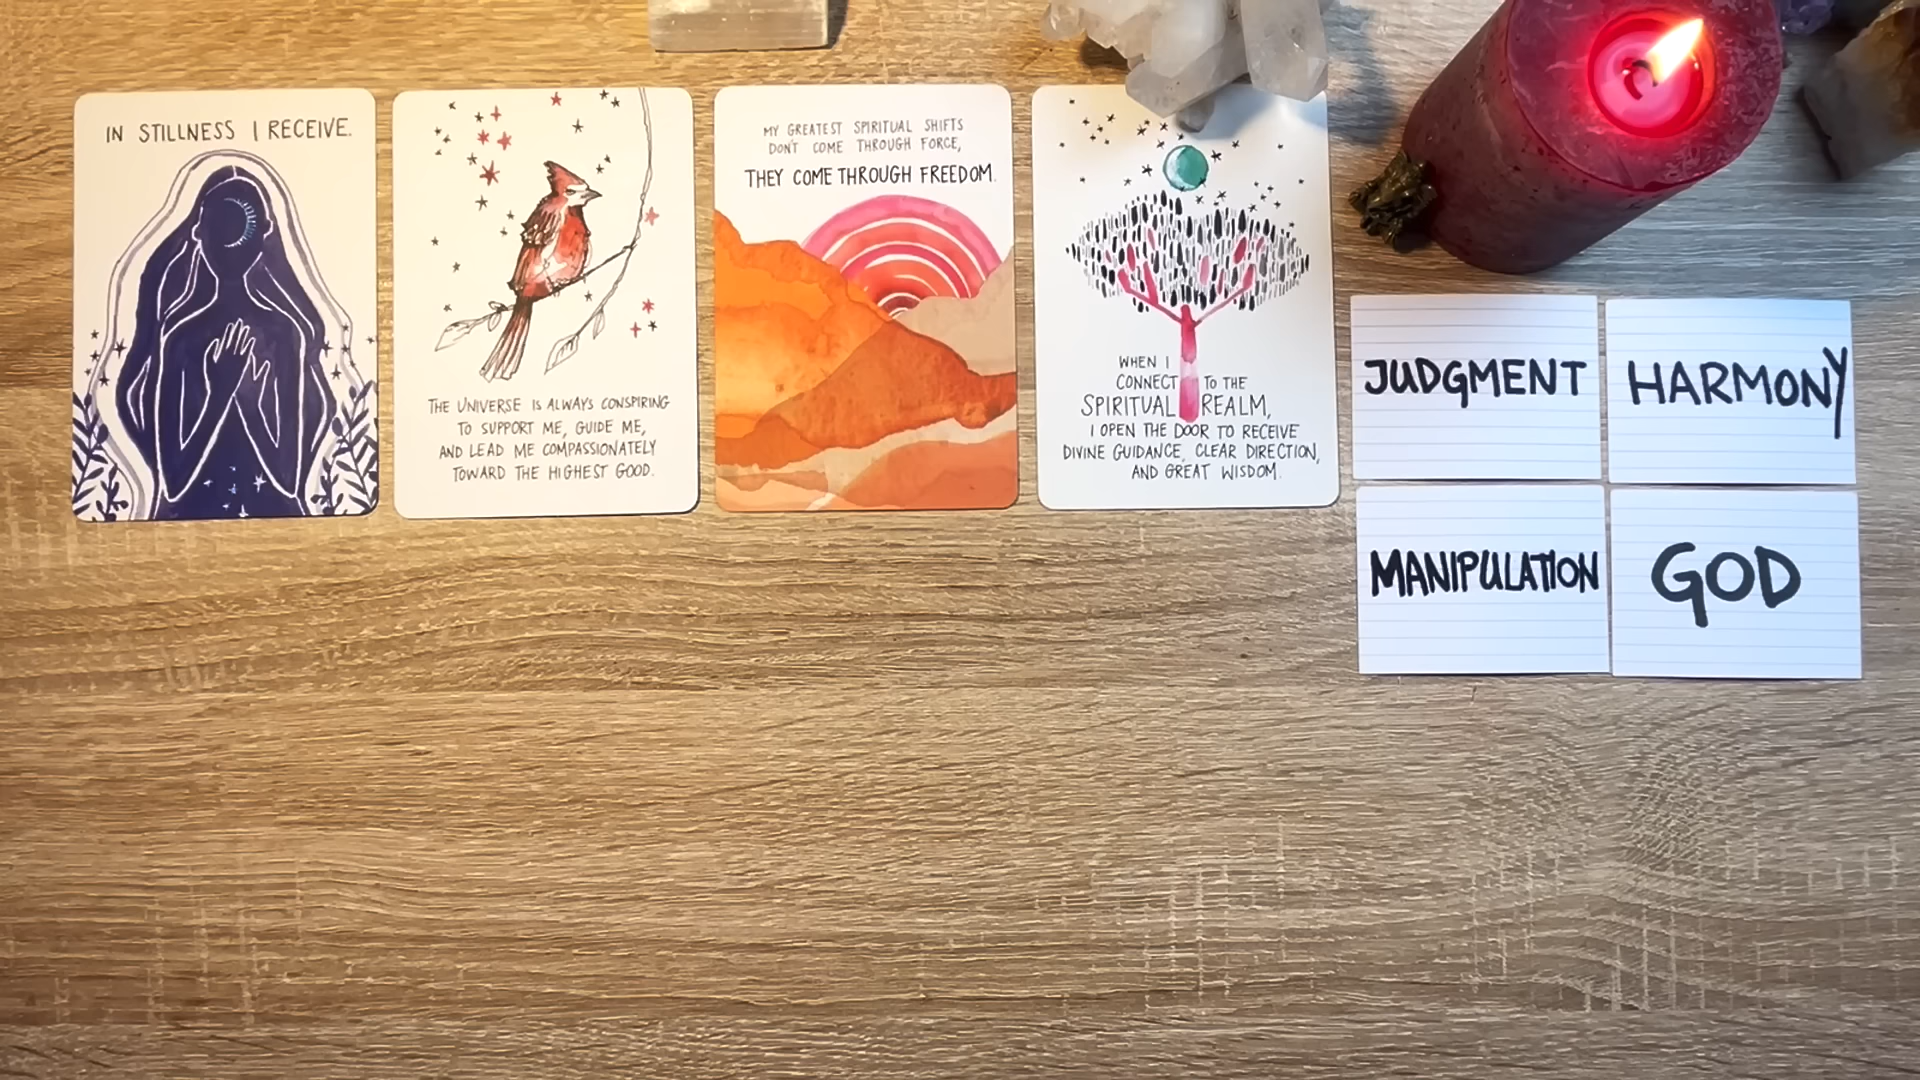 IN STILLNESS I RECEIVE.
THE UNIVERSE IS ALWAYS CONSPIRING
TO SUPPORT ME, GUIDE ME,
AND LEAD ME COMPASSIONATELY
TOWARD THE HIGHEST GOOD.
MY GREATEST SPIRITUAL SHIFTS
DON'T COME THROUGH FORCE,
THEY COME THROUGH FREEDOM.
WHEN I
CONNECT TO THE
SPIRITUAL REALM,
I OPEN THE DOOR TO RECEIVE
DIVINE GUIDANCE, CLEAR DIRECTION,
AND GREAT WISDOM.
JUDGMENT
HARMONY
MANIPULATION
GOD